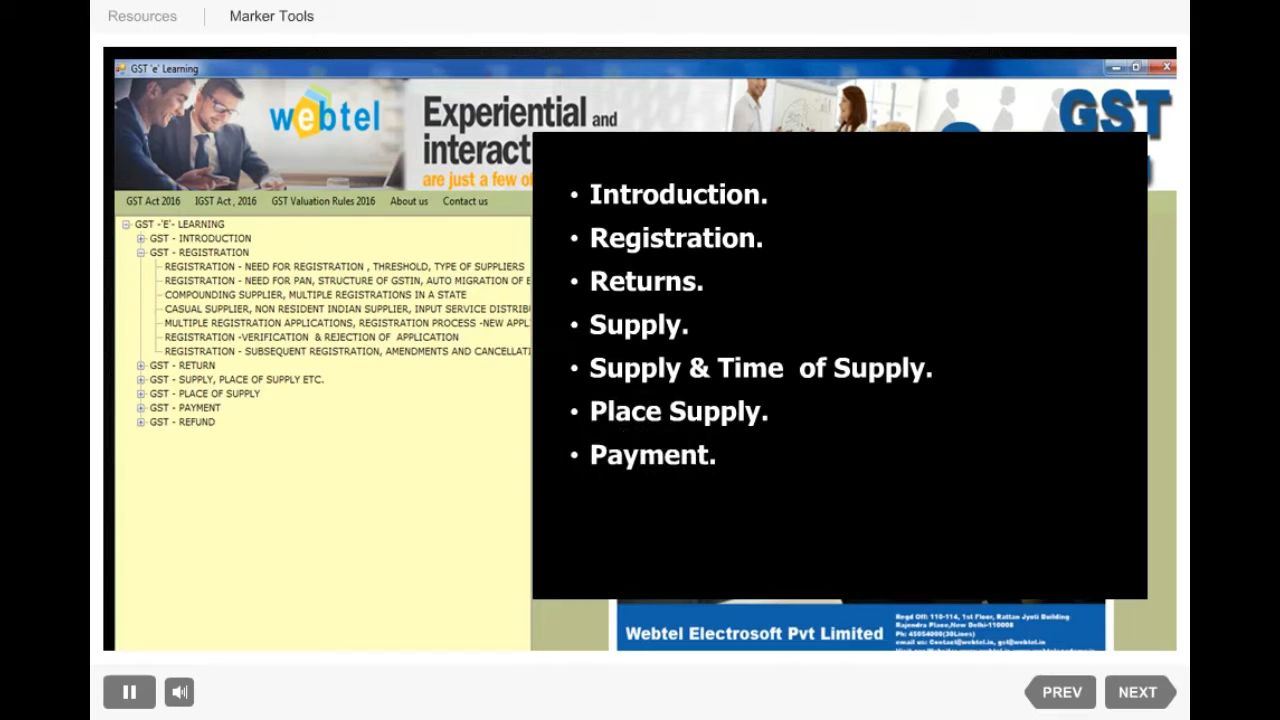 Resources
Marker Tools
GST 'e' Learning
webtel
Experiential and
interact
are just a few of
GST
GST Act 2016
IGST Act , 2016
GST Valuation Rules 2016
About us
Contact us
GST -'E'- LEARNING
GST - INTRODUCTION
GST - REGISTRATION
REGISTRATION - NEED FOR REGISTRATION , THRESHOLD, TYPE OF SUPPLIERS
REGISTRATION - NEED FOR PAN, STRUCTURE OF GSTIN, AUTO MIGRATION OF E
COMPOUNDING SUPPLIER, MULTIPLE REGISTRATIONS IN A STATE
CASUAL SUPPLIER, NON RESIDENT INDIAN SUPPLIER, INPUT SERVICE DISTRIB
MULTIPLE REGISTRATION APPLICATIONS, REGISTRATION PROCESS -NEW APPL
REGISTRATION -VERIFICATION & REJECTION OF APPLICATION
REGISTRATION - SUBSEQUENT REGISTRATION, AMENDMENTS AND CANCELLATI
GST - RETURN
GST - SUPPLY, PLACE OF SUPPLY ETC.
GST - PLACE OF SUPPLY
GST - PAYMENT
GST - REFUND
• Introduction.
• Registration.
• Returns.
• Supply.
• Supply & Time of Supply.
• Place Supply.
• Payment.
Webtel Electrosoft Pvt Limited
Regd Off: 110-114, 1st Floor, Rattan Jyoti Building
Rajendra Place,New Delhi-110008
Ph: 45054000(30Lines)
email us: Contact@webtel.in, gst@webtel.in
PREV
NEXT